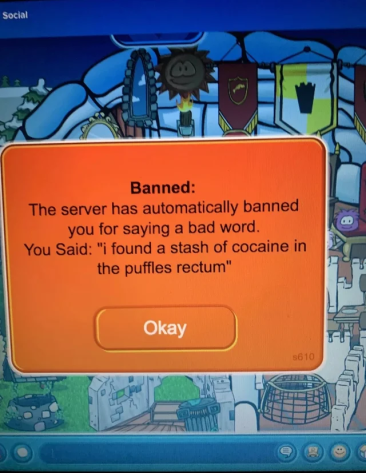 Social
Banned:
The server has automatically banned
you for saying a bad word.
You Said: "i found a stash of cocaine in
the puffles rectum"
Okay
s610